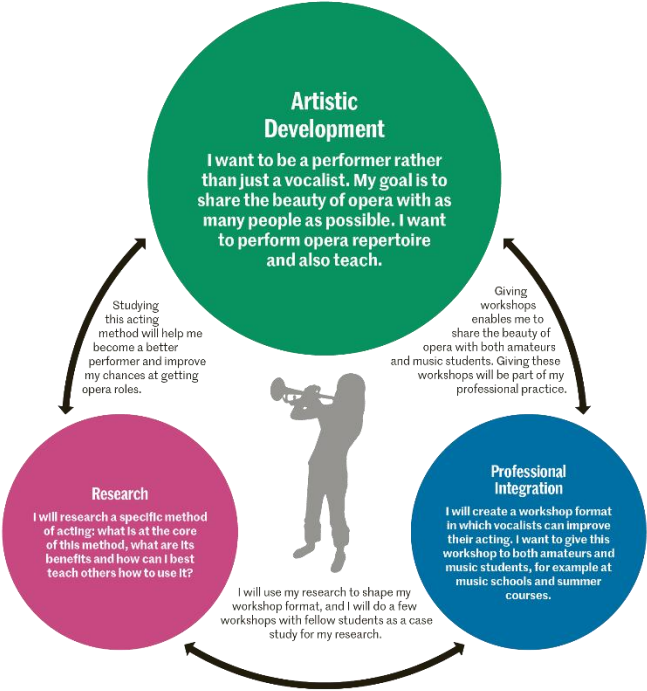 Artistic
Development
I want to be a performer rather
than just a vocalist. My goal is to
share the beauty of opera with as
many people as possible. I want
to perform opera repertoire
and also teach.
Studying
this acting
method will help me
become a better
performer and improve
my chances at getting
opera roles.
Giving
workshops
enables me to
share the beauty of
opera with both amateurs
and music students. Giving these
workshops will be part of my
professional practice.
Research
I will research a specific method
of acting: what is at the core
of this method, what are its
benefits and how can I best
teach others how to use it?
Professional
Integration
I will create a workshop format
in which vocalists can improve
their acting. I want to give this
workshop to both amateurs and
music students, for example at
music schools and summer
courses.
I will use my research to shape my
workshop format, and I will do a few
workshops with fellow students as a case
study for my research.